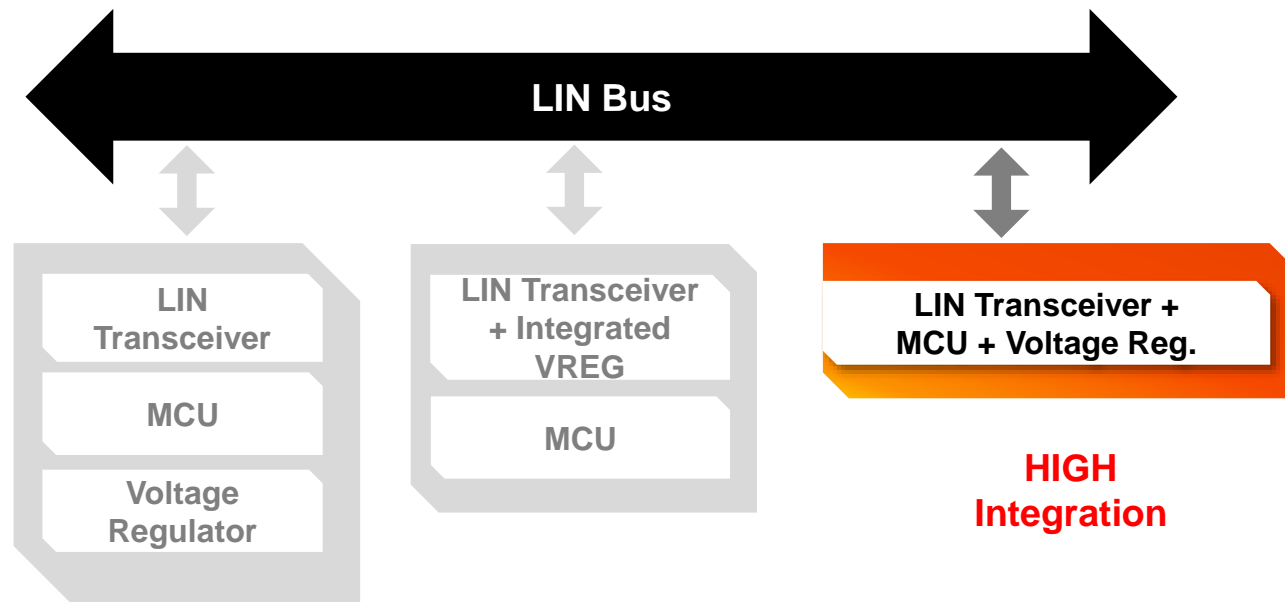 LIN Bus
LIN
Transceiver
MCU
Voltage
Regulator
LIN Transceiver
+ Integrated
VREG
MCU
LIN Transceiver +
MCU + Voltage Reg.
HIGH
Integration